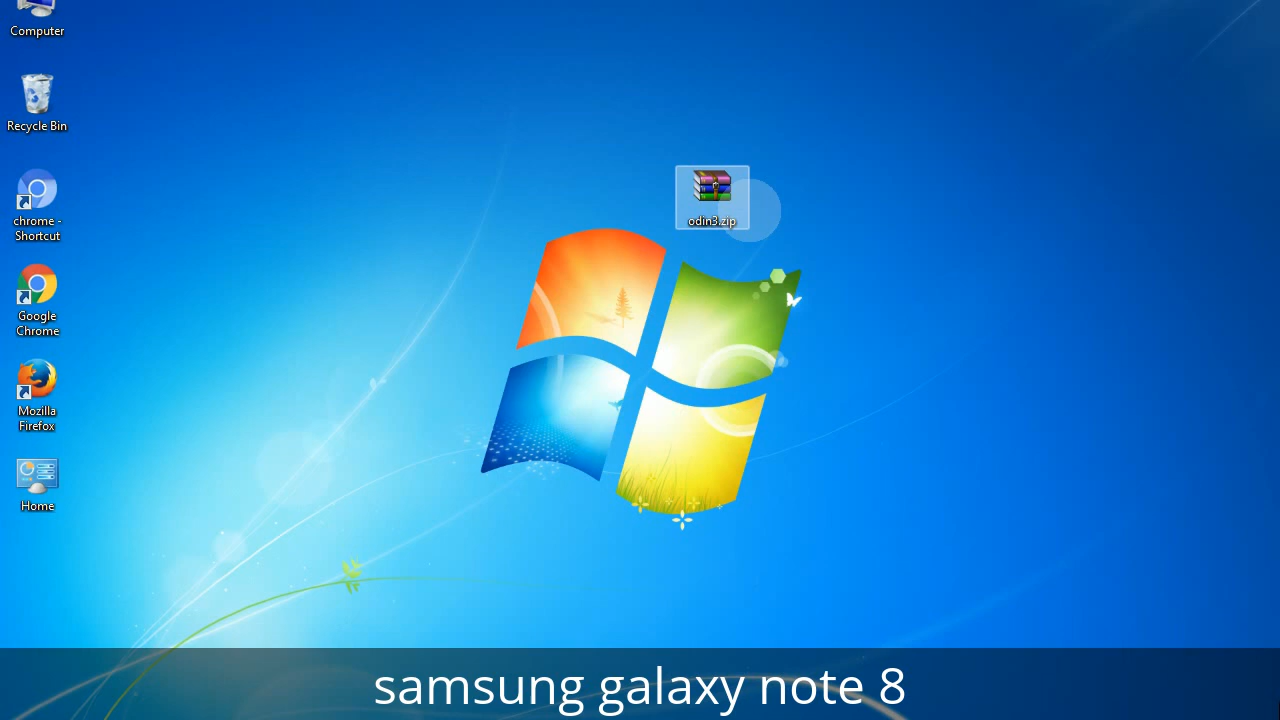 Computer
Recycle Bin
chrome -
Shortcut
Google
Chrome
Mozilla
Firefox
Home
odin3.zip
samsung galaxy note 8